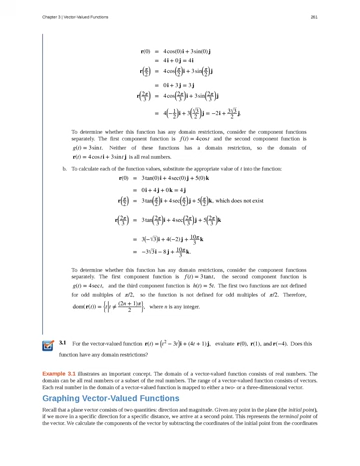 Chapter 3 | Vector-Valued Functions 261
r(0) = 4cos(0)i + 3sin(0)j
= 4i + 0j = 4i
r(π/2) = 4cos(π/2)i + 3sin(π/2)j
= 0i + 3j = 3j
r(2π/3) = 4cos(2π/3)i + 3sin(2π/3)j
= 4(−1/2)i + 3(√3/2)j = −2i + 3√3/2 j.
To determine whether this function has any domain restrictions, consider the component functions
separately. The first component function is f(t) = 4cos t and the second component function is
g(t) = 3sin t. Neither of these functions has a domain restriction, so the domain of
r(t) = 4cos t i + 3sin t j is all real numbers.
b. To calculate each of the function values, substitute the appropriate value of t into the function:
r(0) = 3tan(0)i + 4sec(0)j + 5(0)k
= 0i + 4j + 0k = 4j
r(π/2) = 3tan(π/2)i + 4sec(π/2)j + 5(π/2)k, which does not exist
r(2π/3) = 3tan(2π/3)i + 4sec(2π/3)j + 5(2π/3)k
= 3(−√3)i + 4(−2)j + 10π/3 k
= −3√3i − 8j + 10π/3 k.
To determine whether this function has any domain restrictions, consider the component functions
separately. The first component function is f(t) = 3tan t, the second component function is
g(t) = 4sec t, and the third component function is h(t) = 5t. The first two functions are not defined
for odd multiples of π/2, so the function is not defined for odd multiples of π/2. Therefore,
dom(r(t)) = {t | t ≠ (2n + 1)π/2}, where n is any integer.
3.1 For the vector-valued function r(t) = (t² − 3t)i + (4t + 1)j, evaluate r(0), r(1), and r(−4). Does this
function have any domain restrictions?
Example 3.1 illustrates an important concept. The domain of a vector-valued function consists of real numbers. The
domain can be all real numbers or a subset of the real numbers. The range of a vector-valued function consists of vectors.
Each real number in the domain of a vector-valued function is mapped to either a two- or a three-dimensional vector.
Graphing Vector-Valued Functions
Recall that a plane vector consists of two quantities: direction and magnitude. Given any point in the plane (the initial point),
if we move in a specific direction for a specific distance, we arrive at a second point. This represents the terminal point of
the vector. We calculate the components of the vector by subtracting the coordinates of the initial point from the coordinates